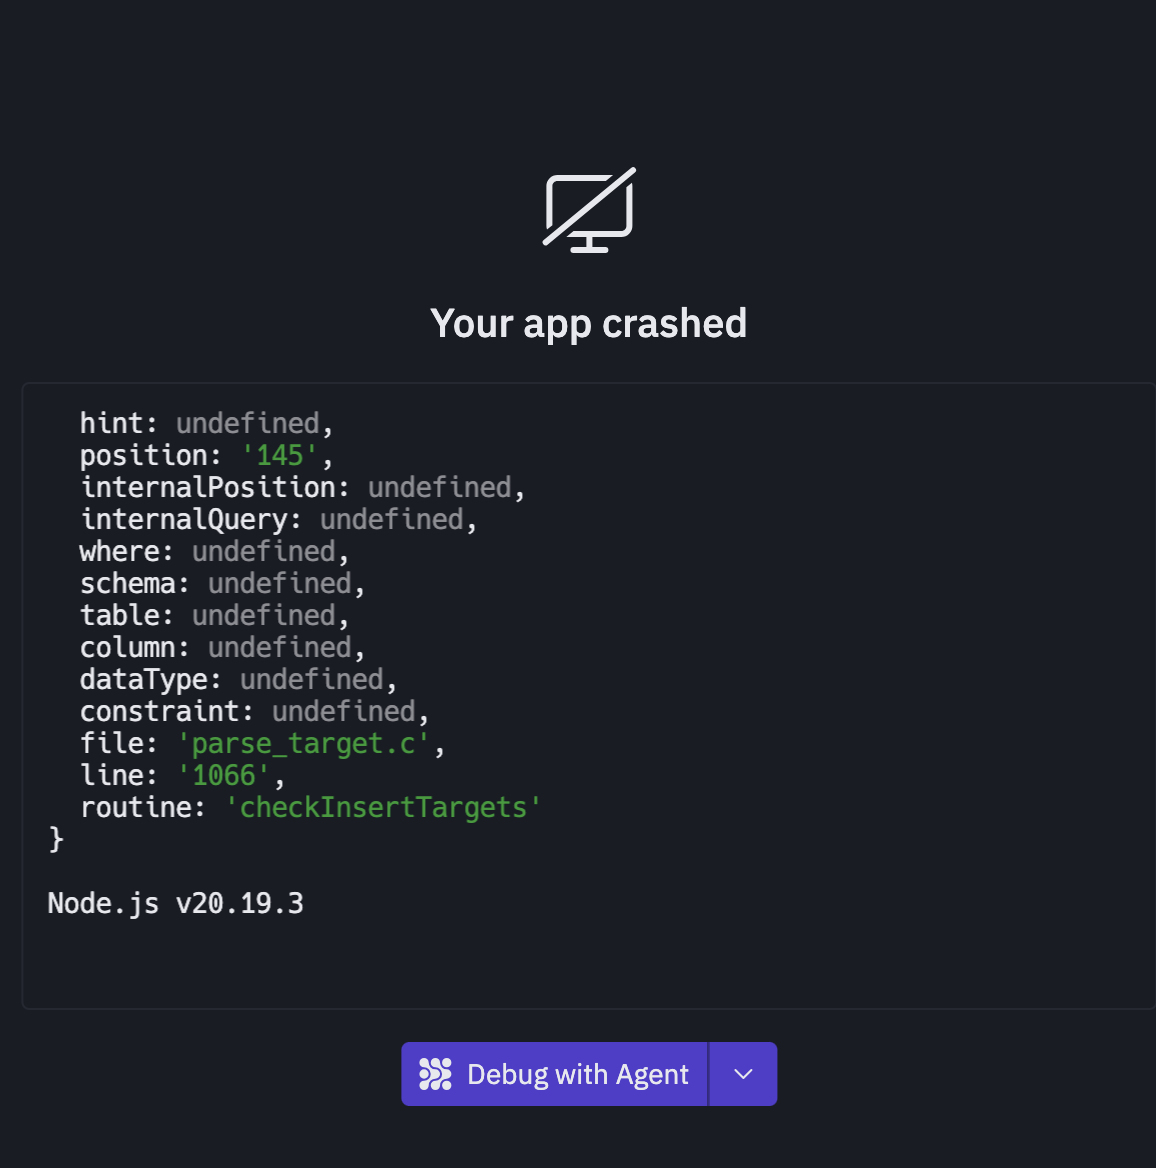 Your app crashed
hint: undefined,
position: '145',
internalPosition: undefined,
internalQuery: undefined,
where: undefined,
schema: undefined,
table: undefined,
column: undefined,
dataType: undefined,
constraint: undefined,
file: 'parse_target.c',
line: '1066',
routine: 'checkInsertTargets'
}
Node.js v20.19.3
Debug with Agent